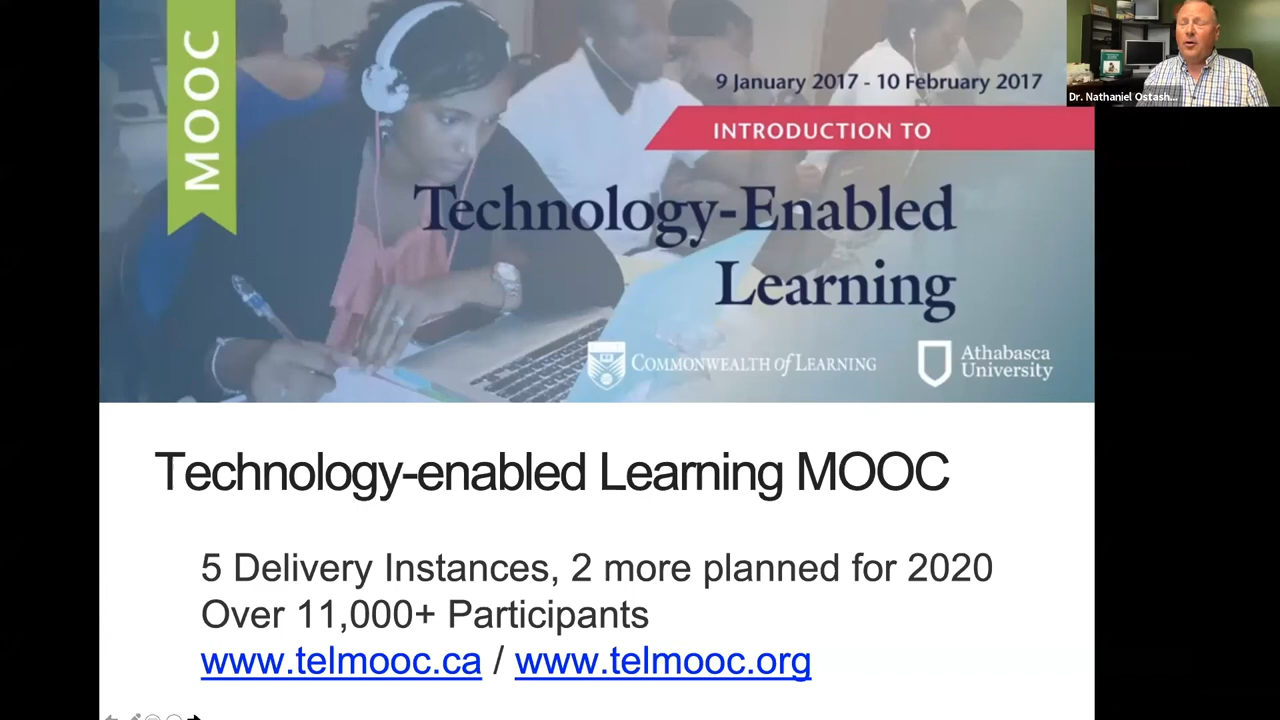 MOOC
9 January 2017 - 10 February 2017
INTRODUCTION TO
Technology-Enabled
Learning
COMMONWEALTH of LEARNING
Athabasca
University
Dr. Nathaniel Ostash...
Technology-enabled Learning MOOC
5 Delivery Instances, 2 more planned for 2020
Over 11,000+ Participants
www.telmooc.ca / www.telmooc.org